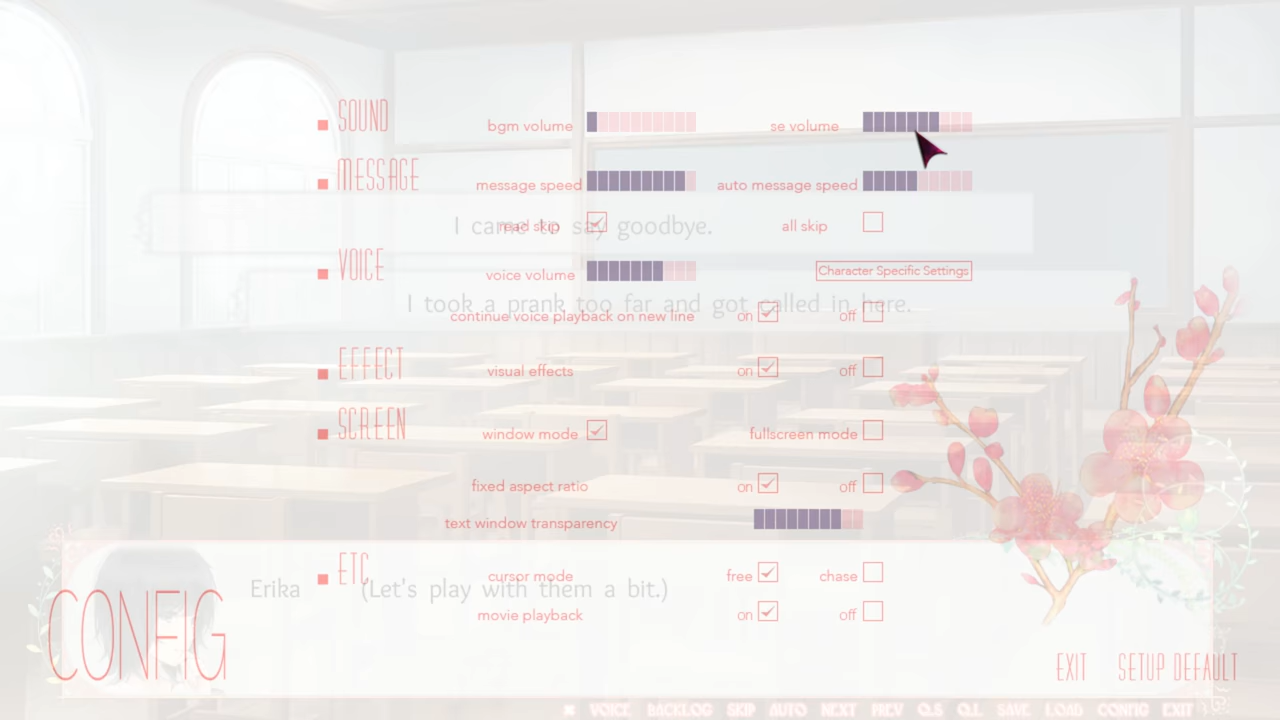 SOUND bgm volume se volume
MESSAGE message speed auto message speed
read skip all skip
I came to say goodbye.
VOICE voice volume Character Specific Settings
I took a prank too far and got called in here.
continue voice playback on new line on off
EFFECT visual effects on off
SCREEN window mode fullscreen mode
fixed aspect ratio on off
text window transparency
ETC cursor mode free chase
Erika (Let's play with them a bit.)
movie playback on off
CONFIG
EXIT SETUP DEFAULT
VOICE BACKLOG SKIP AUTO NEXT PREV Q.S Q.L SAVE LOAD CONFIG EXIT